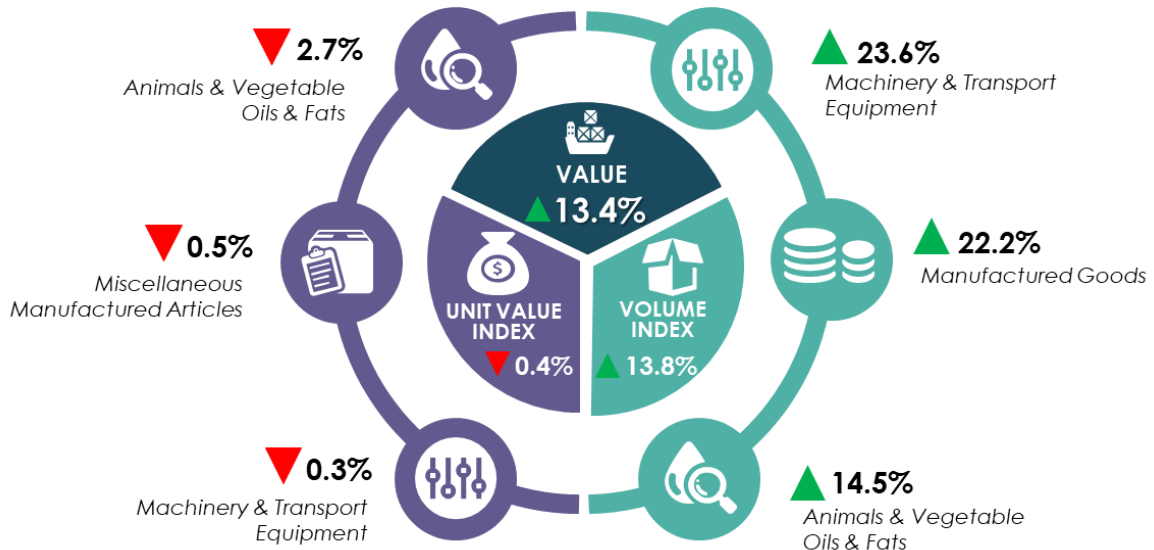 2.7%
Animals & Vegetable
Oils & Fats
23.6%
Machinery & Transport
Equipment
VALUE
13.4%
0.5%
Miscellaneous
Manufactured Articles
$
UNIT VALUE
INDEX
0.4%
VOLUME
INDEX
13.8%
22.2%
Manufactured Goods
0.3%
Machinery & Transport
Equipment
14.5%
Animals & Vegetable
Oils & Fats